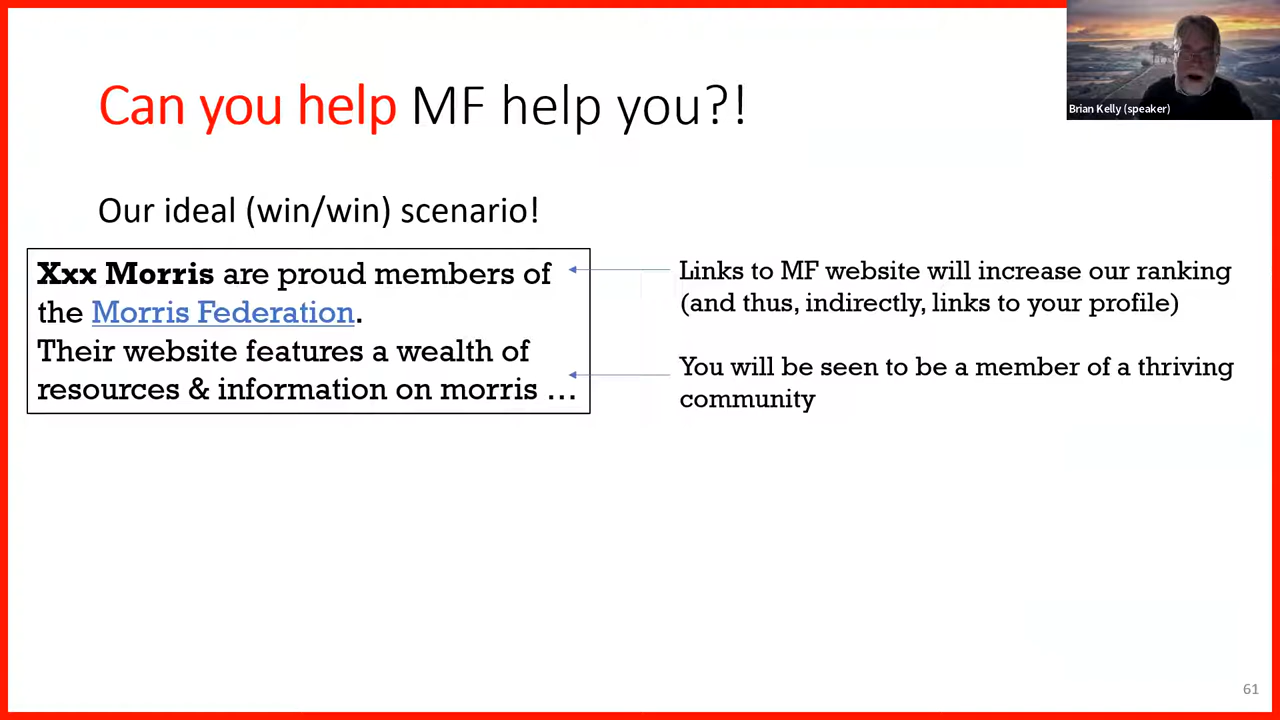 Can you help MF help you?!
Brian Kelly (speaker)
Our ideal (win/win) scenario!
Xxx Morris are proud members of
the Morris Federation.
Their website features a wealth of
resources & information on morris …
Links to MF website will increase our ranking
(and thus, indirectly, links to your profile)
You will be seen to be a member of a thriving
community
61